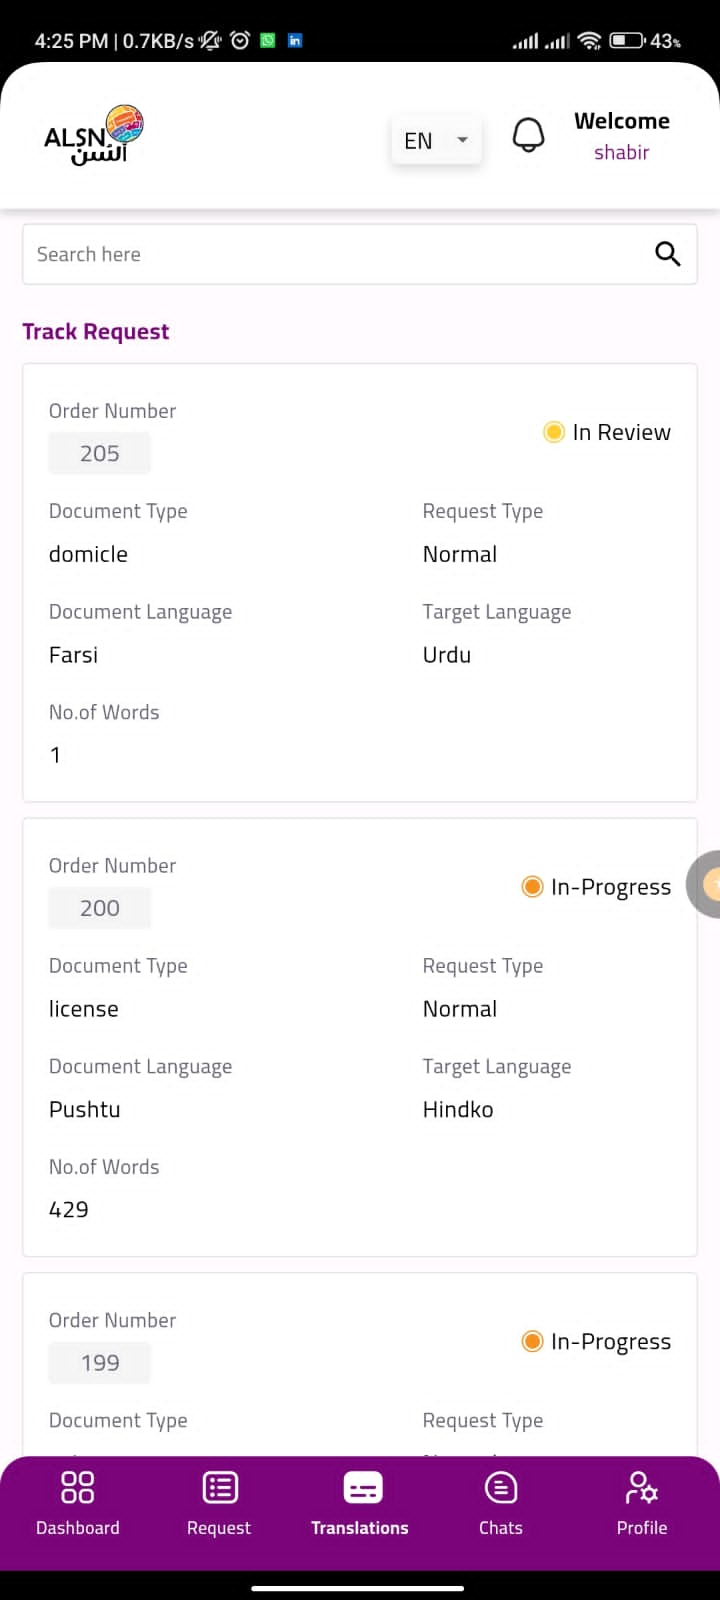 4:25 PM | 0.7KB/s
43%
ALSN
ألسن
EN
Welcome
shabir
Search here
Track Request
Order Number
In Review
205
Document Type Request Type
domicle Normal
Document Language Target Language
Farsi Urdu
No.of Words
1
Order Number
In-Progress
200
Document Type Request Type
license Normal
Document Language Target Language
Pushtu Hindko
No.of Words
429
Order Number
In-Progress
199
Document Type Request Type
Dashboard Request Translations Chats Profile